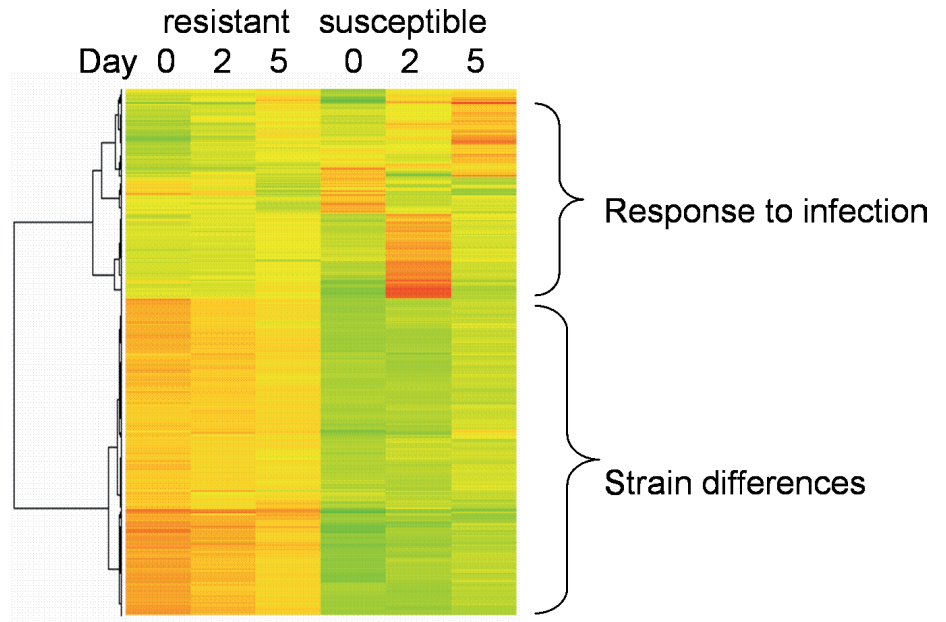 resistant susceptible
Day 0 2 5 0 2 5
Response to infection
Strain differences